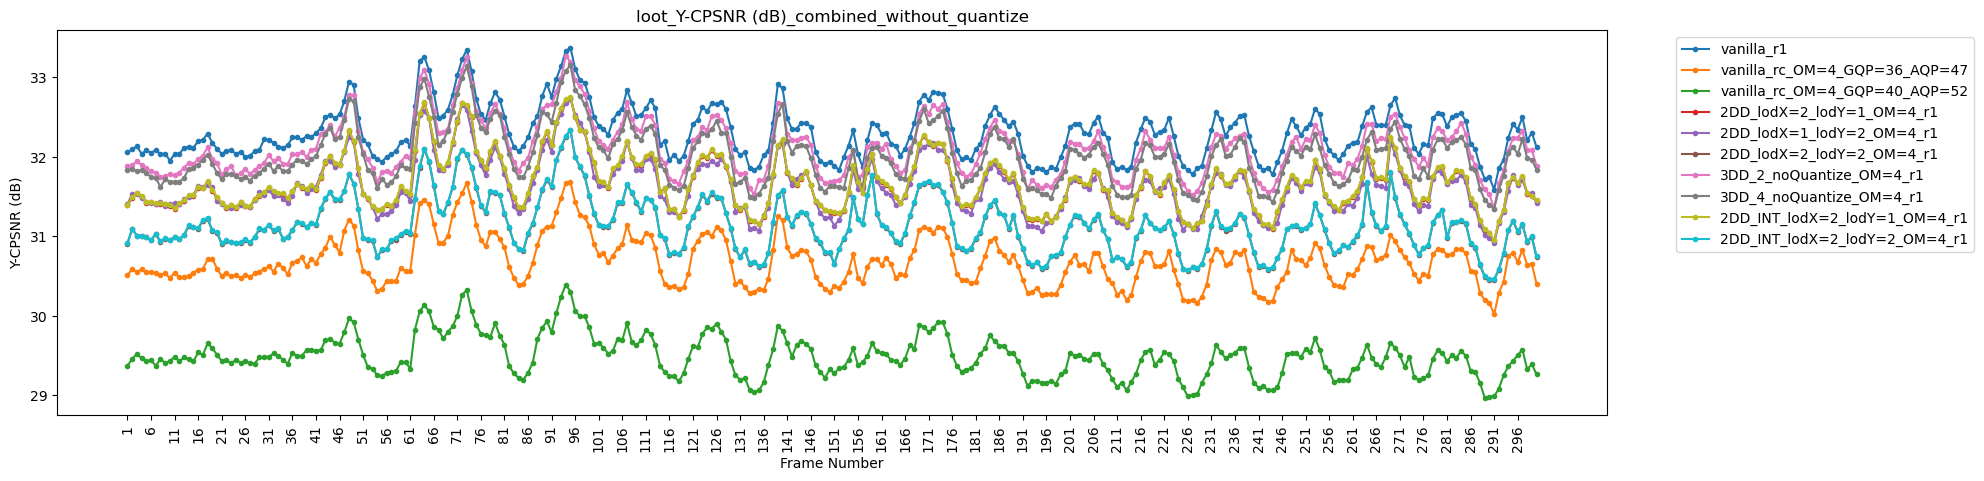 loot_Y-CPSNR (dB)_combined_without_quantize
Y-CPSNR (dB)
33
32
31
30
29
1 6 11 16 21 26 31 36 41 46 51 56 61 66 71 76 81 86 91 96 101 106 111 116 121 126 131 136 141 146 151 156 161 166 171 176 181 186 191 196 201 206 211 216 221 226 231 236 241 246 251 256 261 266 271 276 281 286 291 296
Frame Number
vanilla_r1
vanilla_rc_OM=4_GQP=36_AQP=47
vanilla_rc_OM=4_GQP=40_AQP=52
2DD_lodX=2_lodY=1_OM=4_r1
2DD_lodX=1_lodY=2_OM=4_r1
2DD_lodX=2_lodY=2_OM=4_r1
3DD_2_noQuantize_OM=4_r1
3DD_4_noQuantize_OM=4_r1
2DD_INT_lodX=2_lodY=1_OM=4_r1
2DD_INT_lodX=2_lodY=2_OM=4_r1